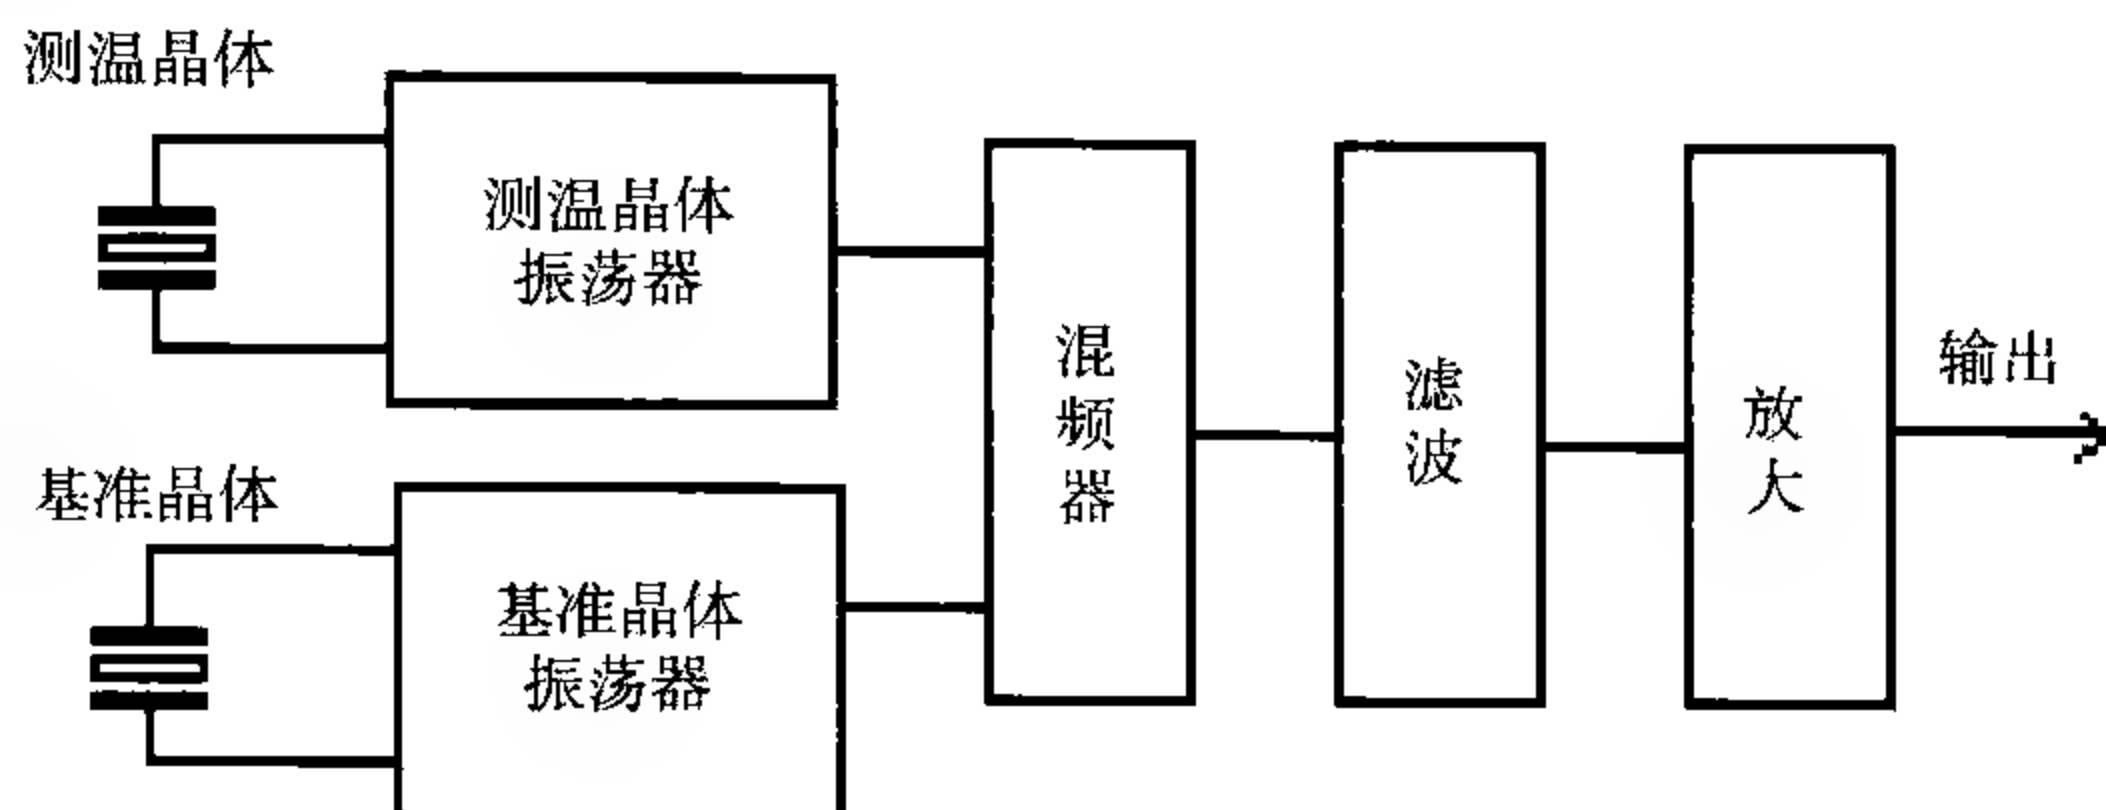 测温晶体
测温晶体
振荡器
混频器
滤波
放大
输出
基准晶体
基准晶体
振荡器